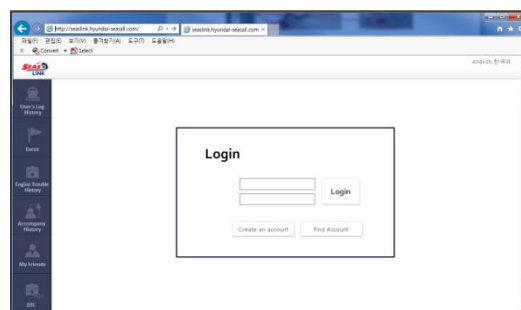 http://seaslink.hyundai-seasall.com/
seaslink.hyundai-seasall.com
파일(F) 편집(E) 보기(V) 즐겨찾기(A) 도구(T) 도움말(H)
x Convert Select
SEAS
LINK
english 한국어
User's Log
History
Event
Engine Trouble
History
Accompany
History
My Friends
DTC
Login
Login
Create an account
Find Account